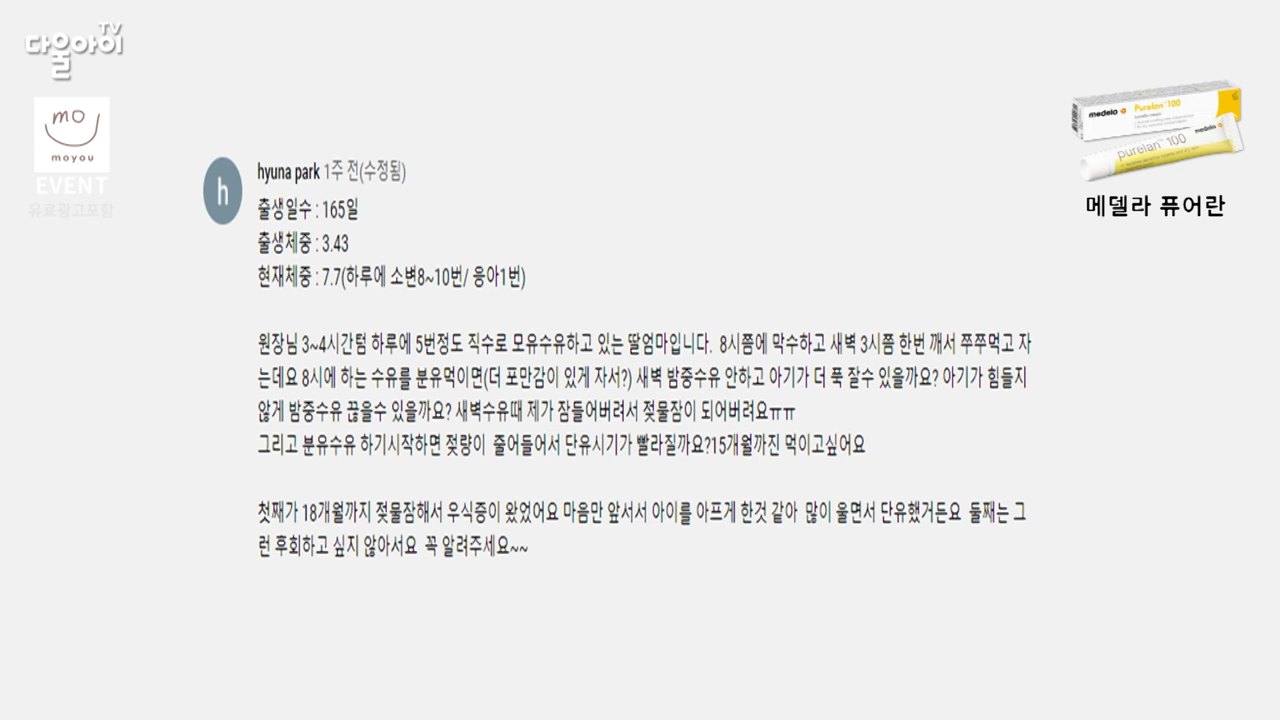 다울아이 TV
mo
moyou
EVENT
유료광고포함
medela Purelan™ 100
purelan™ 100 medela
메델라 퓨어란
h
hyuna park 1주 전(수정됨)
출생일수 : 165일
출생체중 : 3.43
현재체중 : 7.7(하루에 소변8~10번/ 응아1번)
원장님 3~4시간텀 하루에 5번정도 직수로 모유수유하고 있는 딸엄마입니다. 8시쯤에 막수하고 새벽 3시쯤 한번 깨서 쭈쭈먹고 자
는데요 8시에 하는 수유를 분유먹이면(더 포만감이 있게 자서?) 새벽 밤중수유 안하고 아기가 더 푹 잘수 있을까요? 아기가 힘들지
않게 밤중수유 끊을수 있을까요? 새벽수유때 제가 잠들어버려서 젖물잠이 되어버려요ㅠㅠ
그리고 분유수유 하기시작하면 젖량이 줄어들어서 단유시기가 빨라질까요?15개월까진 먹이고싶어요
첫째가 18개월까지 젖물잠해서 우식증이 왔었어요 마음만 앞서서 아이를 아프게 한것 같아 많이 울면서 단유했거든요 둘째는 그
런 후회하고 싶지 않아서요 꼭 알려주세요~~